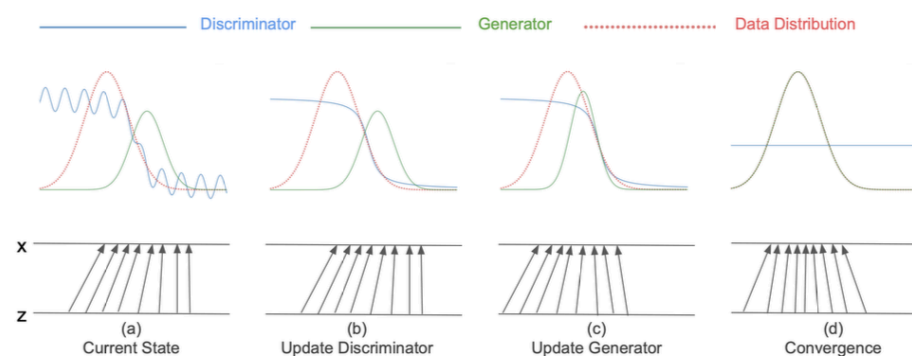 Discriminator Generator Data Distribution
X
Z
(a) (b) (c) (d)
Current State Update Discriminator Update Generator Convergence